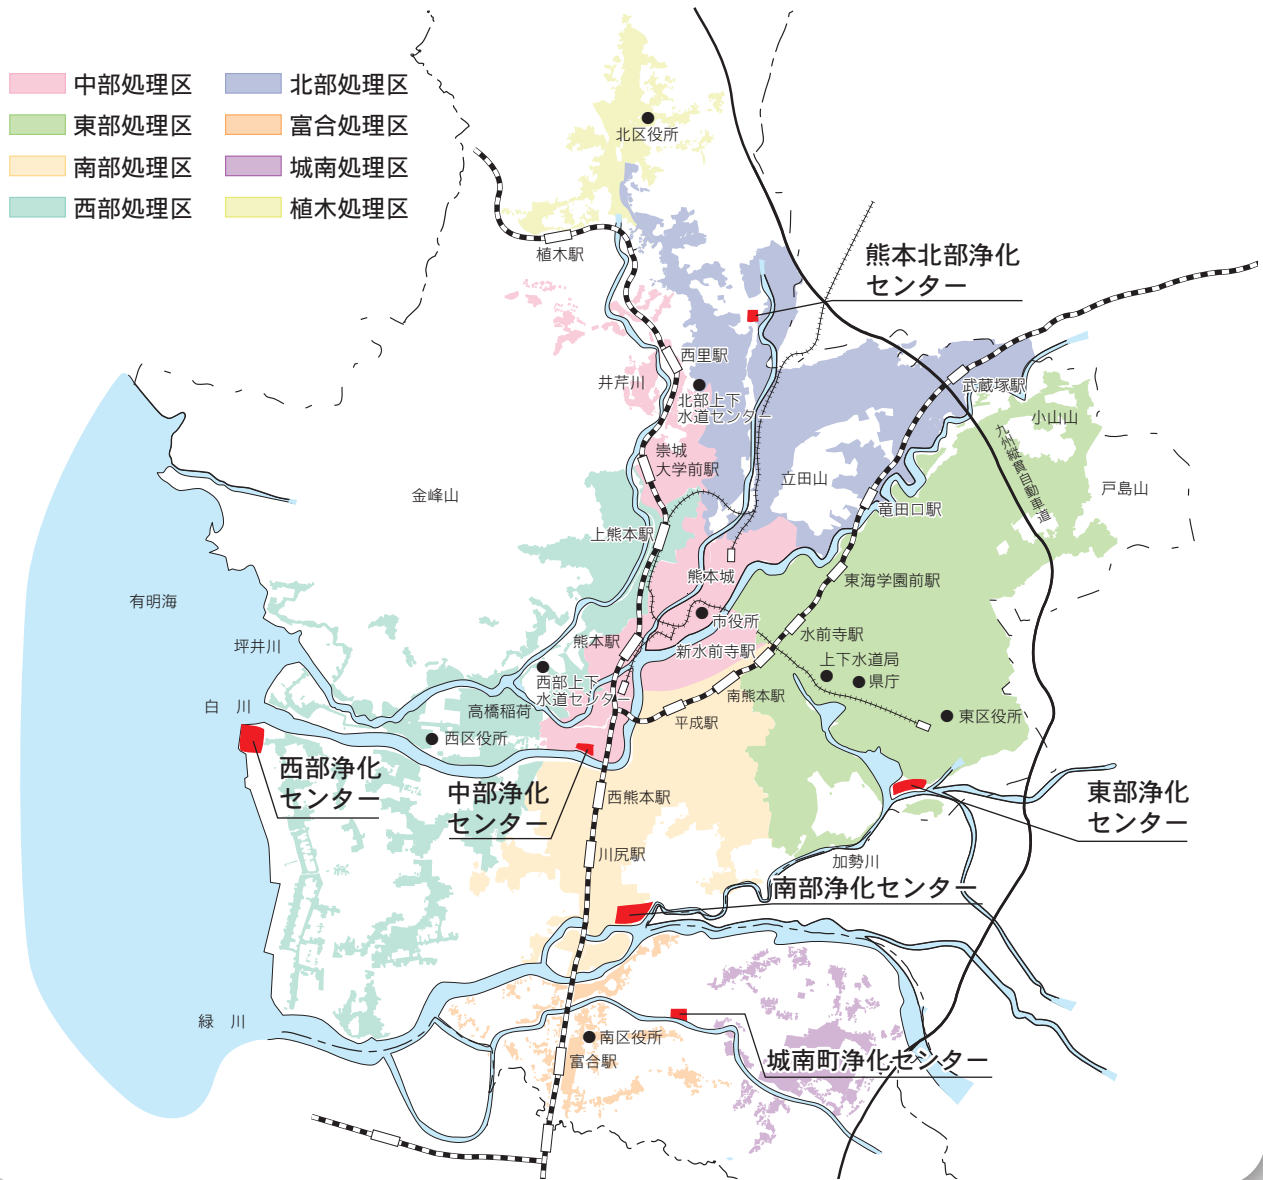 中部処理区
北部処理区
東部処理区
富合処理区
南部処理区
城南処理区
西部処理区
植木処理区
北区役所
植木駅
熊本北部浄化
センター
西里駅
井芹川
北部上下
水道センター
武蔵塚駅
小山山
九州縦貫自動車道
崇城
大学前駅
立田山
戸島山
金峰山
竜田口駅
上熊本駅
熊本城
東海学園前駅
有明海
市役所
水前寺駅
坪井川
熊本駅
新水前寺駅
上下水道局
県庁
西部上下
水道センター
南熊本駅
白　川
高橋稲荷
平成駅
東区役所
西区役所
西部浄化
センター
中部浄化
センター
西熊本駅
東部浄化
センター
川尻駅
加勢川
南部浄化センター
緑　川
南区役所
富合駅
城南町浄化センター